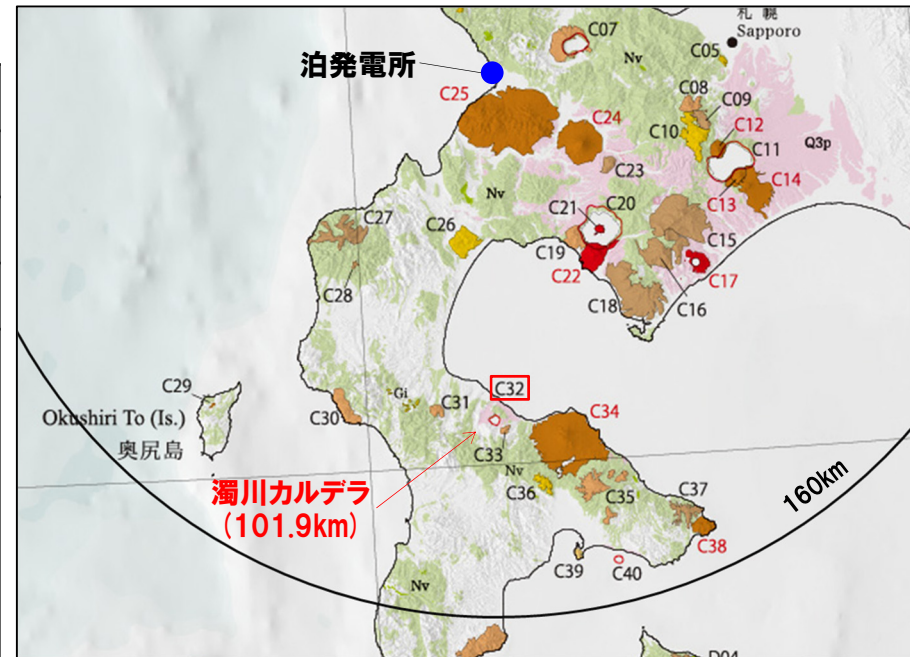 札 幌
Sapporo
C07
Nv
C05
泊発電所
C25
C08
C09
C24
C10
C12
C11
Q3p
C23
C14
C13
Nv
C21
C20
C27
C26
C15
C19
C22
C17
C28
C18
C16
C29
Okushiri To (Is.)
奥尻島
C32
Gi
C31
C30
C34
C33
Nv
濁川カルデラ
(101.9km)
C36
C35
C37
160km
C38
C39
C40
Nv
D04